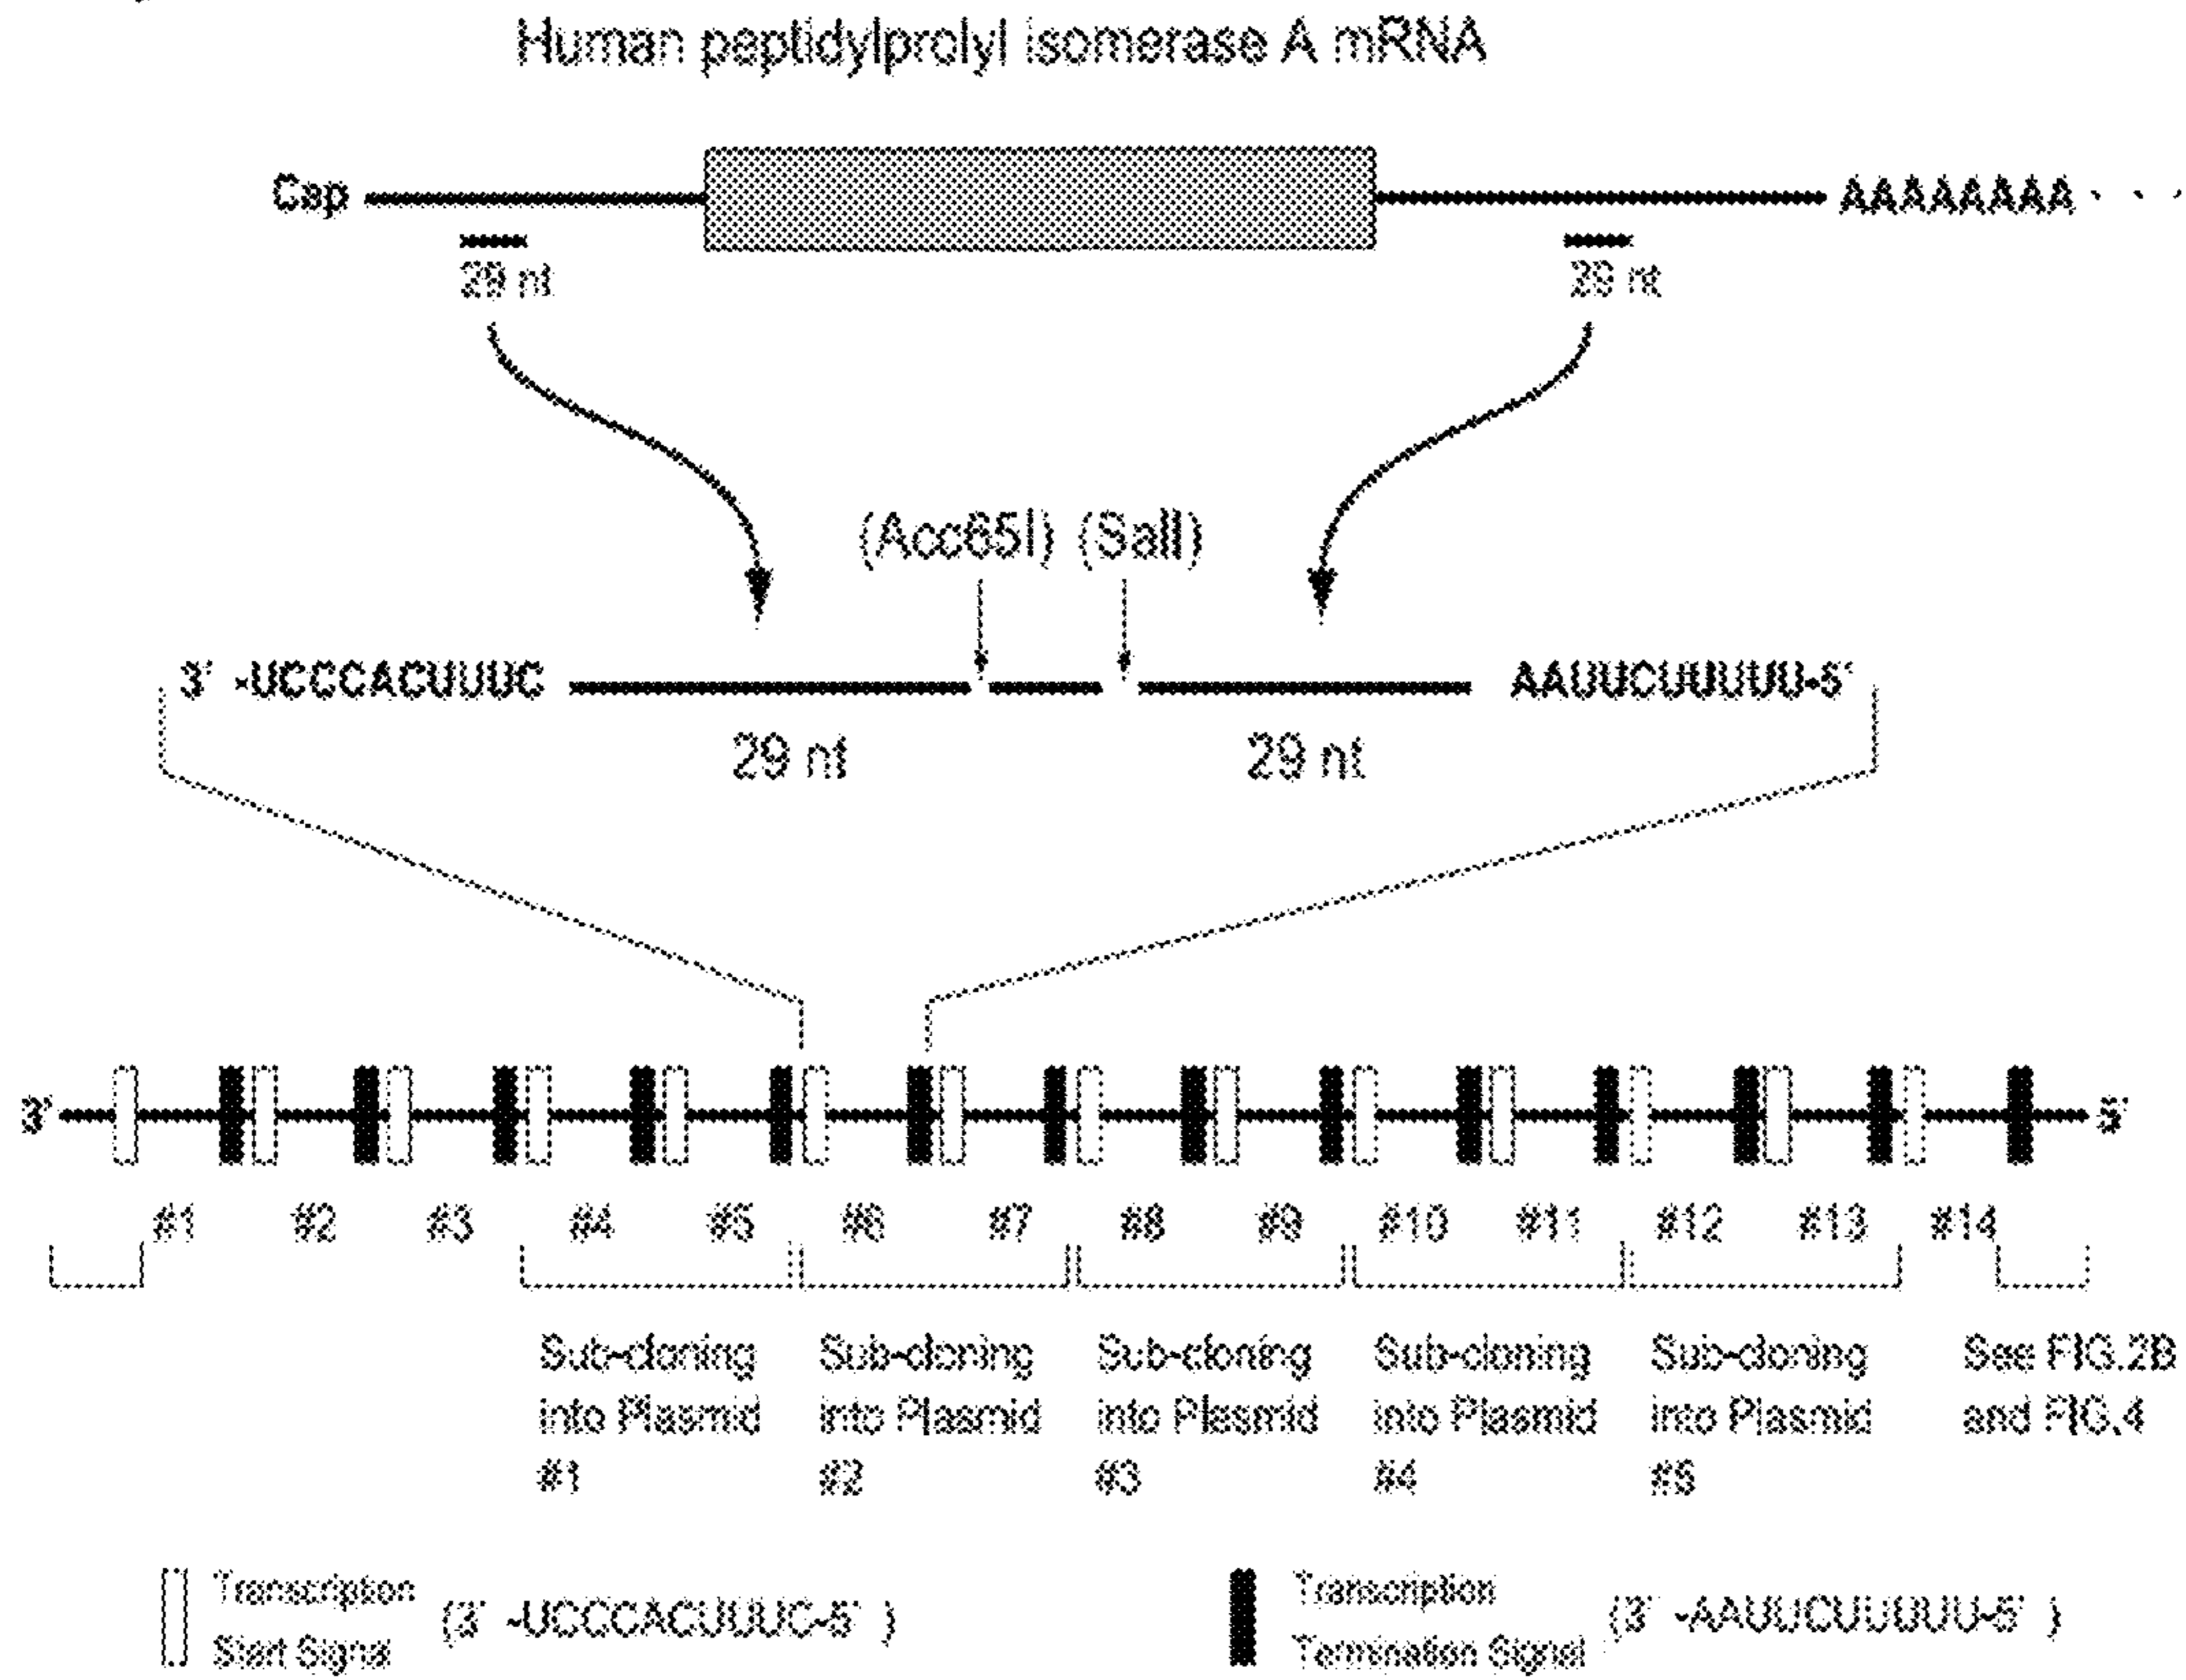 Human peptidylprolyl isomerase A mRNA
Cap AAAAAAAA· · ·
29 nt 29 nt
(Acc65I) (SalI)
3' -UCCCACUUUC AAUUCUUUUU-5'
29 nt 29 nt
3' 5'
#1 #2 #3 #4 #5 #6 #7 #8 #9 #10 #11 #12 #13 #14
Sub-cloning Sub-cloning Sub-cloning Sub-cloning Sub-cloning See FIG.2B
into Plasmid into Plasmid into Plasmid into Plasmid into Plasmid and FIG.4
#1 #2 #3 #4 #5
Transcription Transcription
(3' -UCCCACUUUC-5' ) (3' -AAUUCUUUUU-5' )
Start Signal Termination Signal